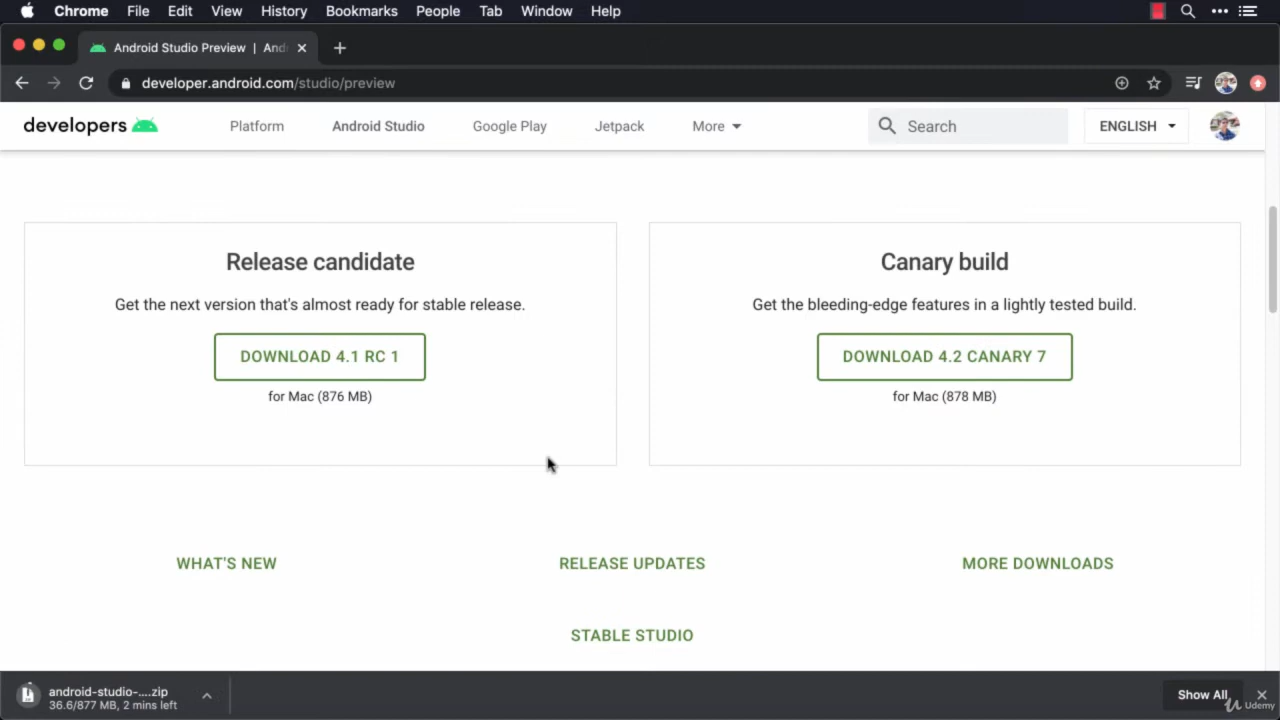 Chrome File Edit View History Bookmarks People Tab Window Help
Android Studio Preview | And
developer.android.com/studio/preview
developers Platform Android Studio Google Play Jetpack More Search ENGLISH
Release candidate
Get the next version that's almost ready for stable release.
DOWNLOAD 4.1 RC 1
for Mac (876 MB)
Canary build
Get the bleeding-edge features in a lightly tested build.
DOWNLOAD 4.2 CANARY 7
for Mac (878 MB)
WHAT'S NEW RELEASE UPDATES MORE DOWNLOADS
STABLE STUDIO
android-studio-....zip
36.6/877 MB, 2 mins left
Show All
Udemy